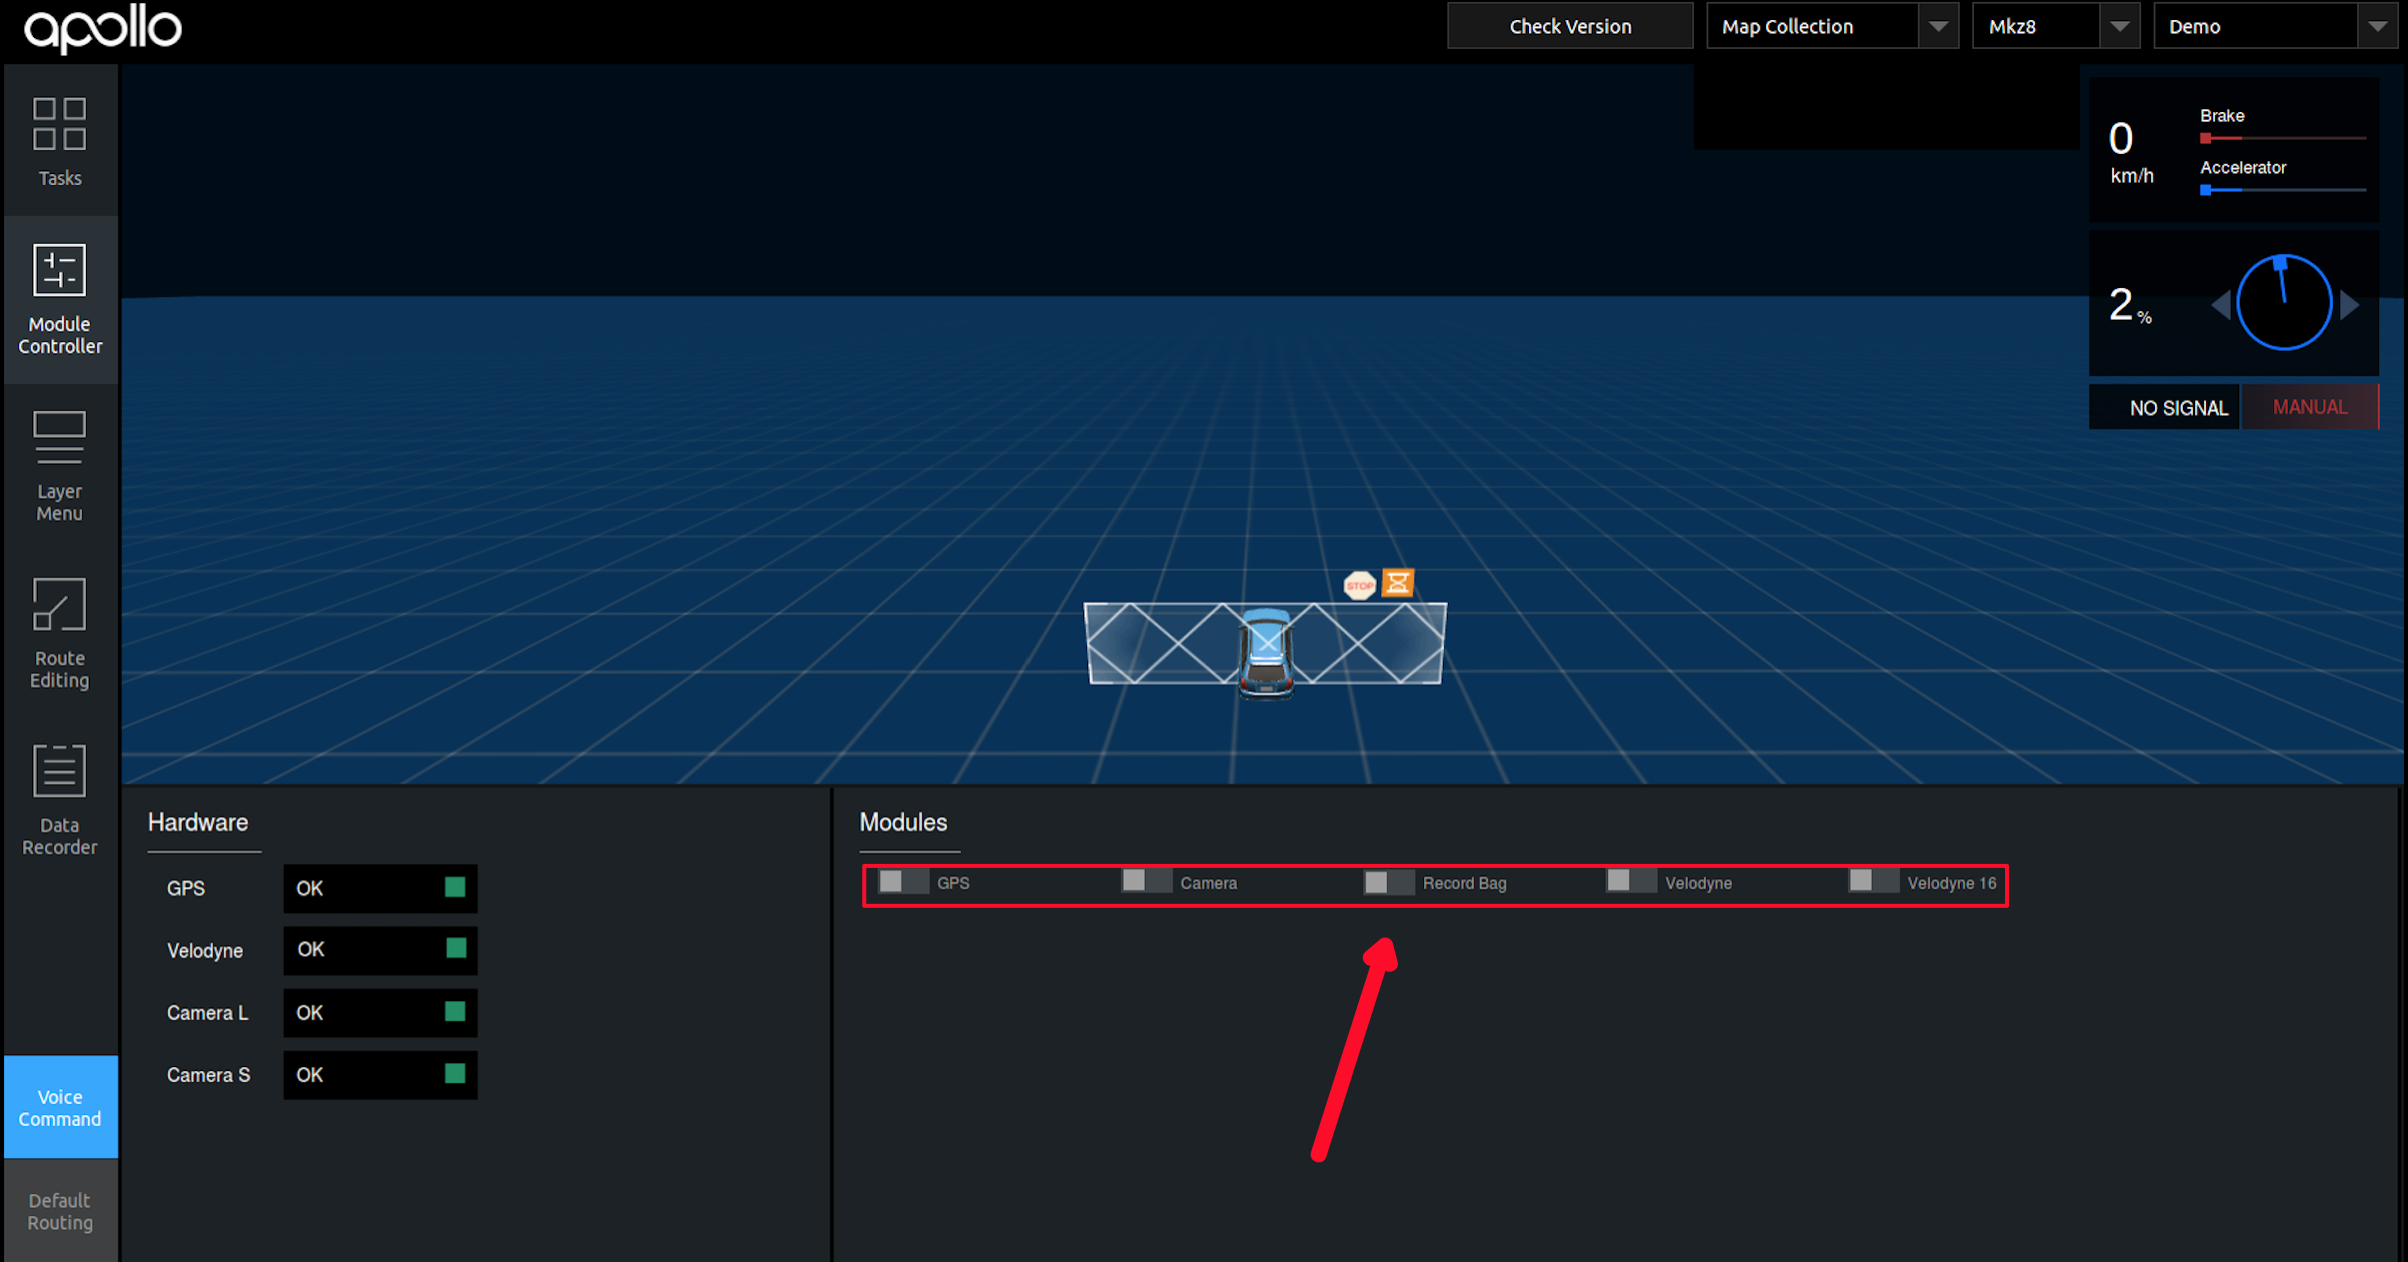 apollo
Check Version
Map Collection
Mkz8
Demo
Tasks
Module
Controller
Layer
Menu
Route
Editing
Data
Recorder
Voice
Command
Default
Routing
0
km/h
Brake
Accelerator
2 %
NO SIGNAL
MANUAL
STOP
Hardware
GPS OK
Velodyne OK
Camera L OK
Camera S OK
Modules
GPS Camera Record Bag Velodyne Velodyne 16